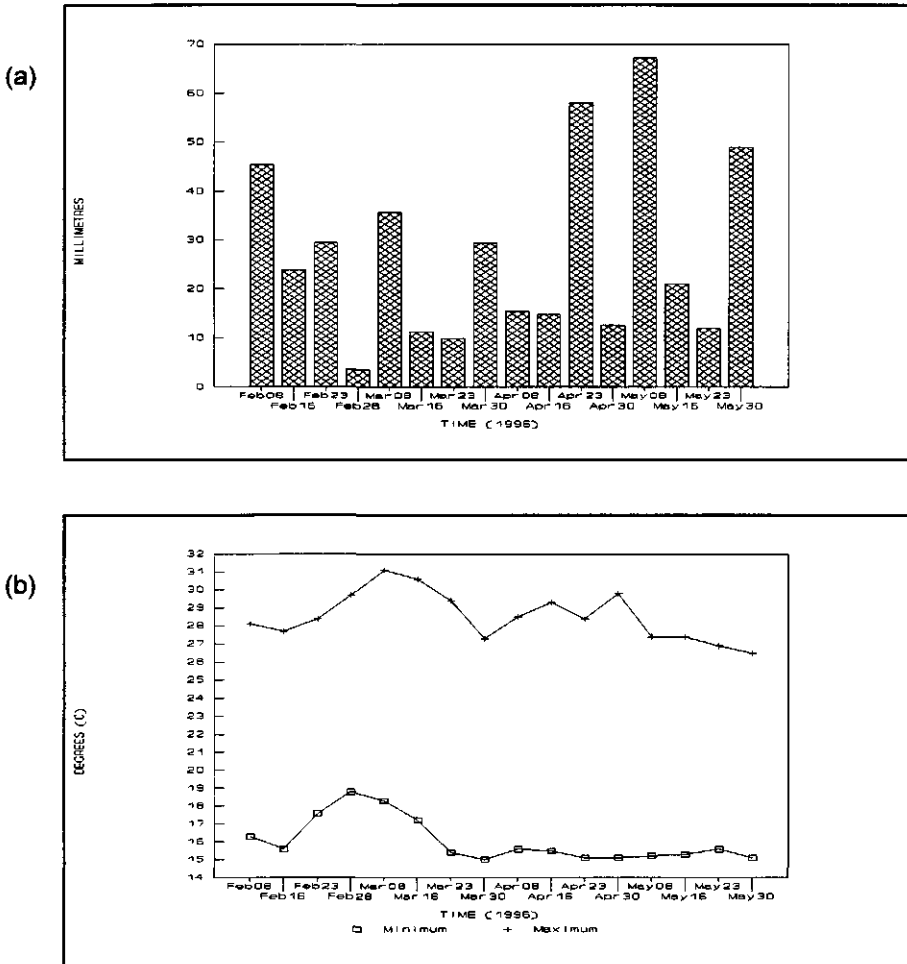 (a)
MILLIMETRES
70
60
50
40
30
20
10
0
Feb08 Feb23 Mar08 Mar23 Apr08 Apr23 May08 May23
Feb15 Feb28 Mar16 Mar30 Apr16 Apr30 May15 May30
TIME (1996)
(b)
DEGREES (C)
32
31
30
29
28
27
26
25
24
23
22
21
20
19
18
17
16
15
14
Feb08 Feb23 Mar08 Mar23 Apr08 Apr23 May08 May23
Feb15 Feb28 Mar16 Mar30 Apr16 Apr30 May15 May30
TIME (1996)
Minimum Maximum